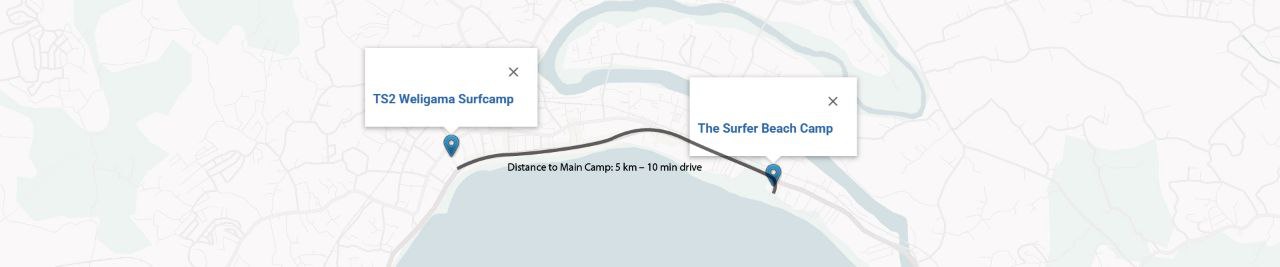 TS2 Weligama Surfcamp
The Surfer Beach Camp
Distance to Main Camp: 5 km – 10 min drive